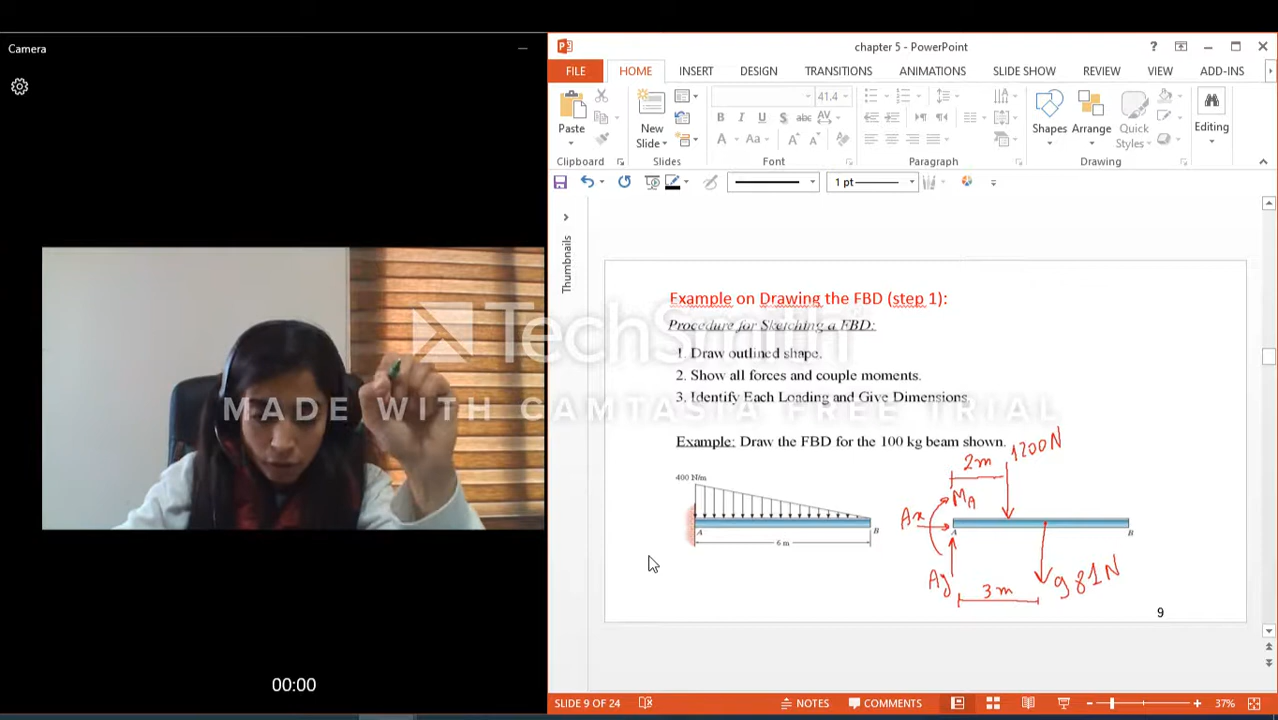 Camera
chapter 5 - PowerPoint
FILE HOME INSERT DESIGN TRANSITIONS ANIMATIONS SLIDE SHOW REVIEW VIEW ADD-INS
41.4
Paste
New
Slide
B I U S abc AV
A Aa A A
Shapes
Arrange
Quick
Styles
Editing
Clipboard Slides Font Paragraph Drawing
1 pt
Thumbnails
Example on Drawing the FBD (step 1):
Procedure for Sketching a FBD:
1. Draw outlined shape.
2. Show all forces and couple moments.
3. Identify Each Loading and Give Dimensions.
TechSmith
MADE WITH CAMTASIA FREE TRIAL
Example: Draw the FBD for the 100 kg beam shown.
400 N/m
A
B
6 m
2m
1200N
MA
Ax
A
B
Ay
981N
3m
9
00:00
SLIDE 9 OF 24
NOTES COMMENTS
37%